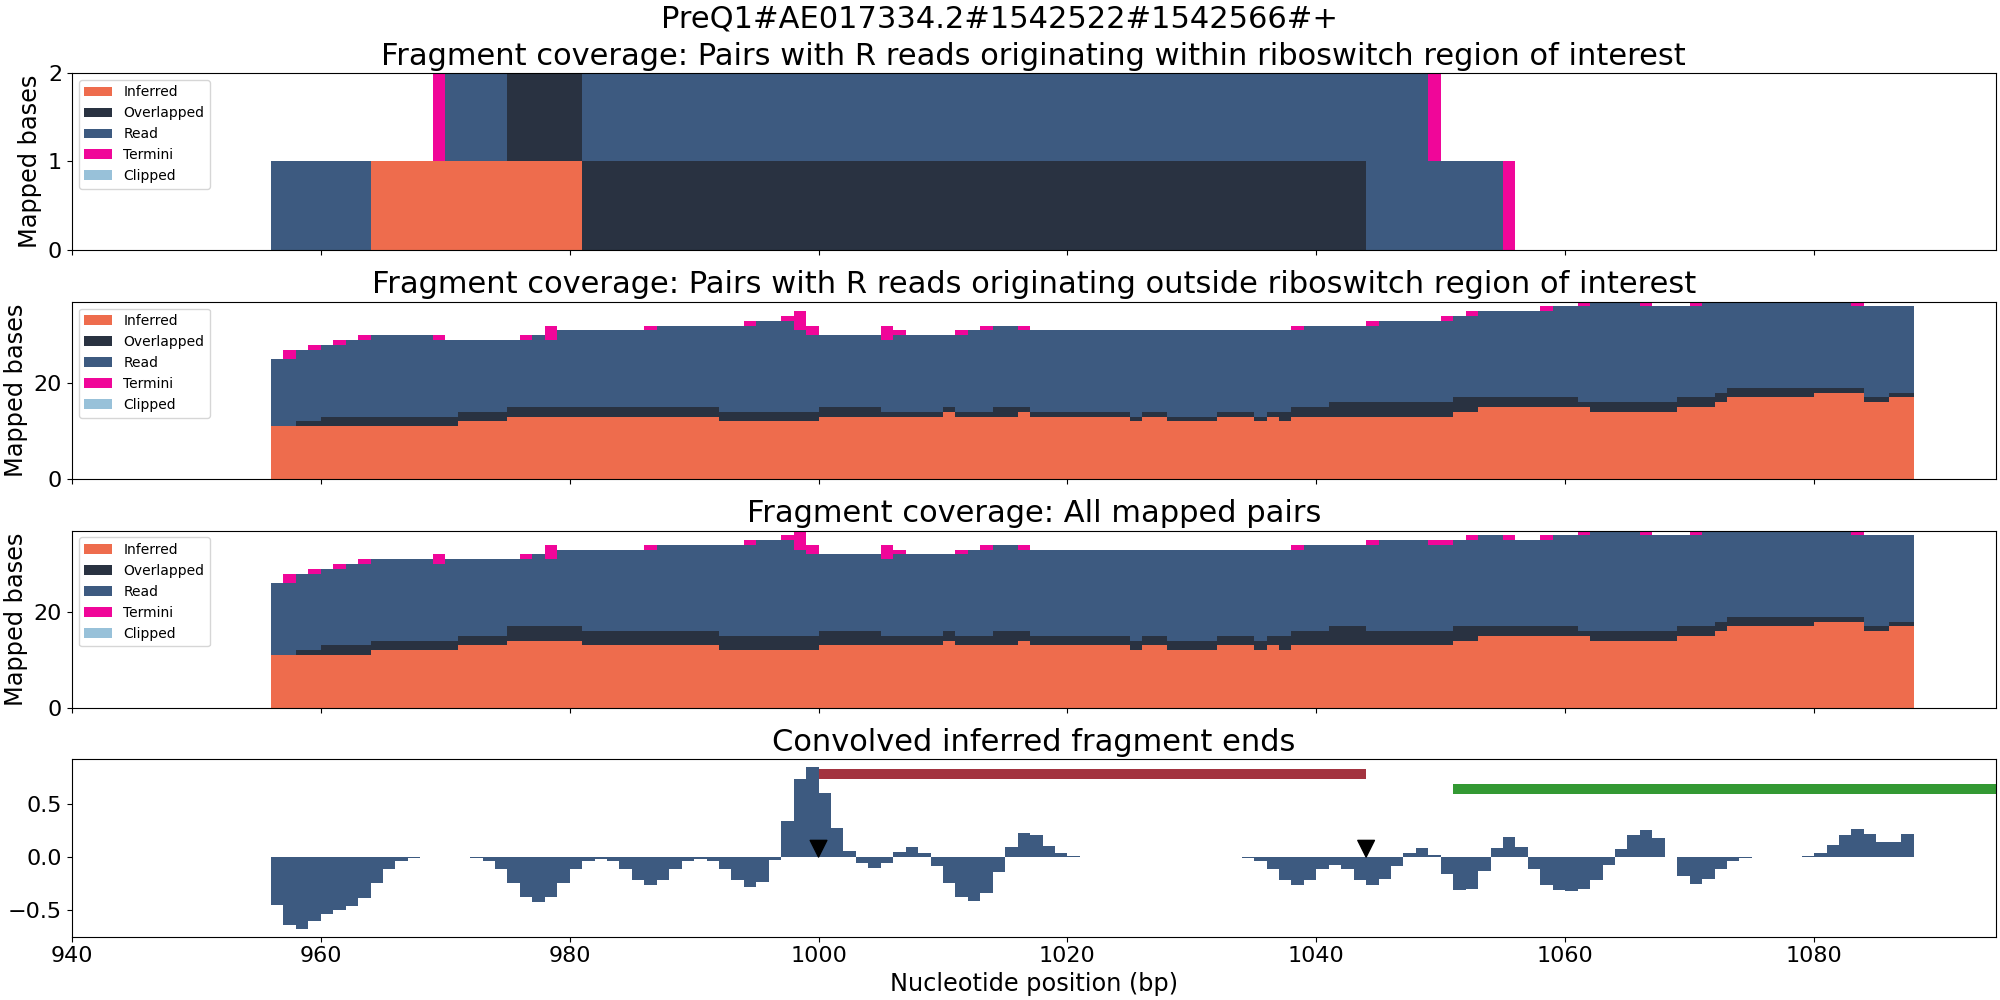 PreQ1#AE017334.2#1542522#1542566#+
Fragment coverage: Pairs with R reads originating within riboswitch region of interest
Mapped bases
2
1
0
Inferred
Overlapped
Read
Termini
Clipped
Fragment coverage: Pairs with R reads originating outside riboswitch region of interest
Mapped bases
20
0
Inferred
Overlapped
Read
Termini
Clipped
Fragment coverage: All mapped pairs
Mapped bases
20
0
Inferred
Overlapped
Read
Termini
Clipped
Convolved inferred fragment ends
0.5
0.0
−0.5
940 960 980 1000 1020 1040 1060 1080
Nucleotide position (bp)